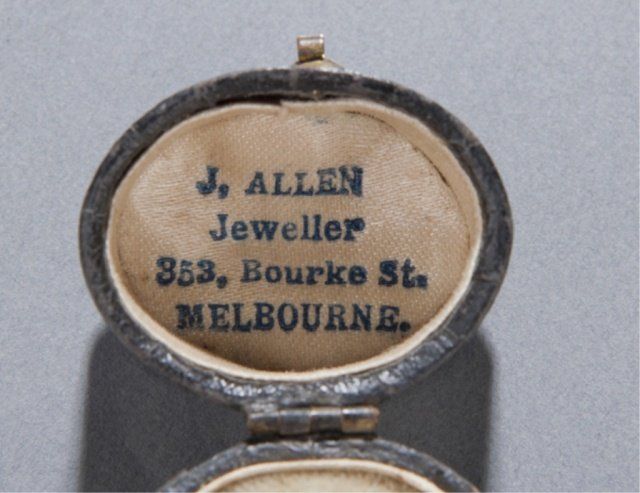 J, ALLEN
Jeweller
353, Bourke St.
MELBOURNE.